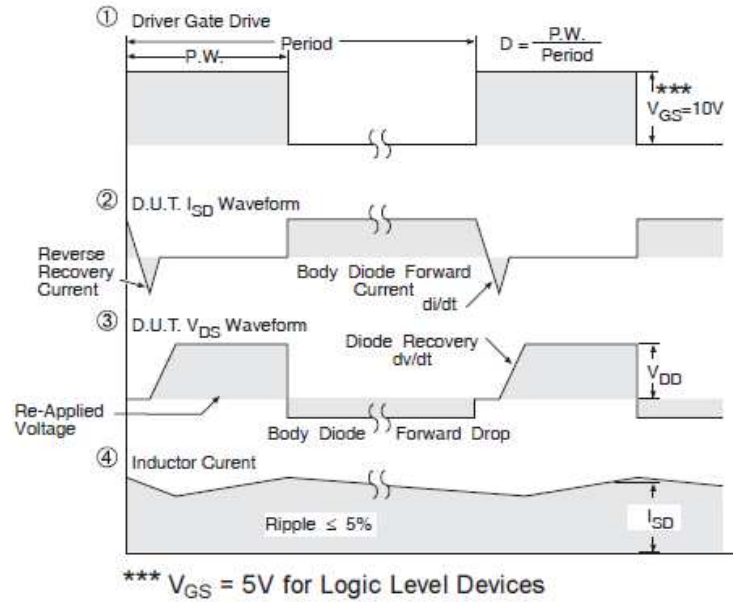 ① Driver Gate Drive
Period
P.W.
D = P.W.
Period
***
VGS=10V
② D.U.T. ISD Waveform
Reverse
Recovery
Current
Body Diode Forward
Current
di/dt
③ D.U.T. VDS Waveform
Diode Recovery
dv/dt
VDD
Re-Applied
Voltage
Body Diode
Forward Drop
④ Inductor Curent
Ripple ≤ 5%
ISD
*** VGS = 5V for Logic Level Devices